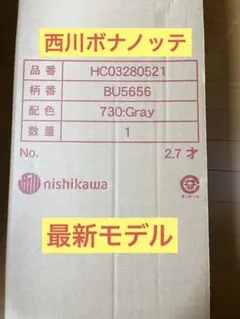 西川ボナノッテ
品番 HC03280521
柄番 BU5656
配色 730:Gray
数量 1
No. 2.7才
nishikawa
最新モデル